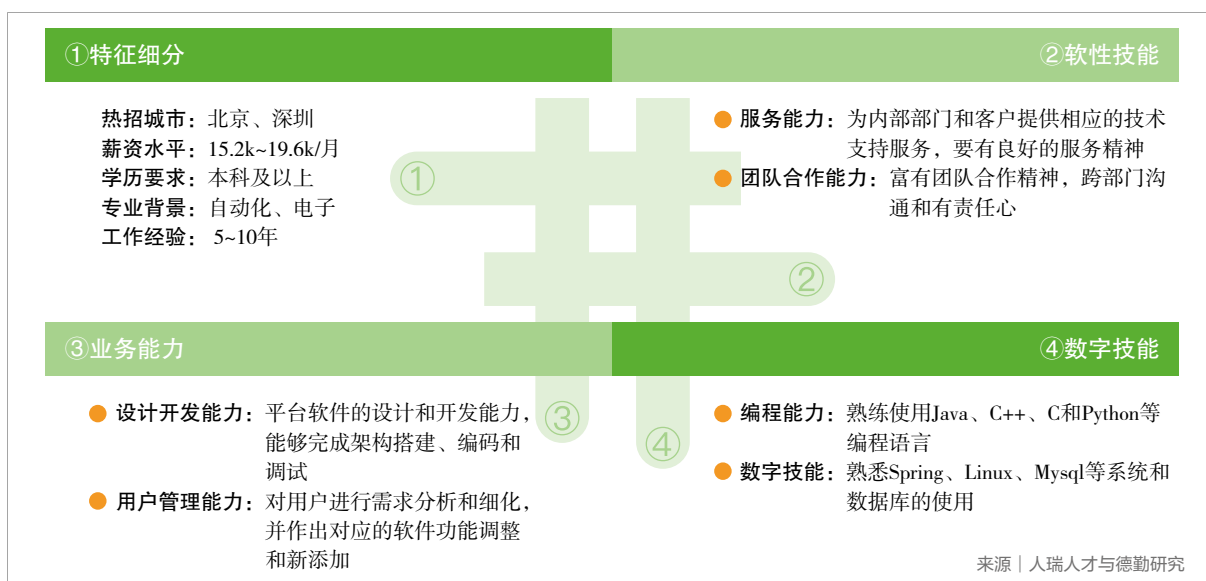 ①特征细分
热招城市：北京、深圳
薪资水平：15.2k~19.6k/月
学历要求：本科及以上
专业背景：自动化、电子
工作经验： 5~10年
①
②软性技能
服务能力：为内部部门和客户提供相应的技术
支持服务，要有良好的服务精神
团队合作能力：富有团队合作精神，跨部门沟
通和有责任心
②
③业务能力
设计开发能力：平台软件的设计和开发能力，
能够完成架构搭建、编码和
调试
用户管理能力：对用户进行需求分析和细化，
并作出对应的软件功能调整
和新添加
③
④数字技能
编程能力：熟练使用Java、C++、C和Python等
编程语言
数字技能：熟悉Spring、Linux、Mysql等系统和
数据库的使用
④
来源｜人瑞人才与德勤研究